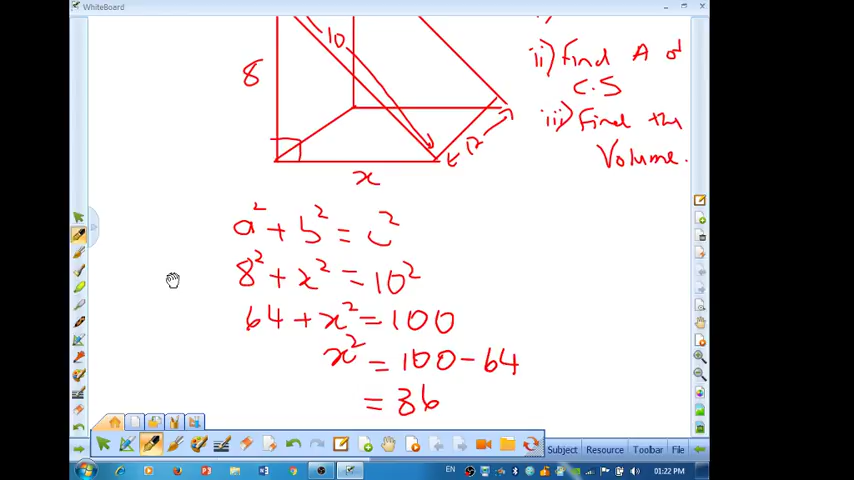 WhiteBoard
10
8
ii) Find A of
C.S
iii) Find the
Volume.
12
x
a² + b² = c²
8² + x² = 10²
64 + x² = 100
x² = 100 - 64
= 36
Subject
Resource
Toolbar
File
EN
01:22 PM